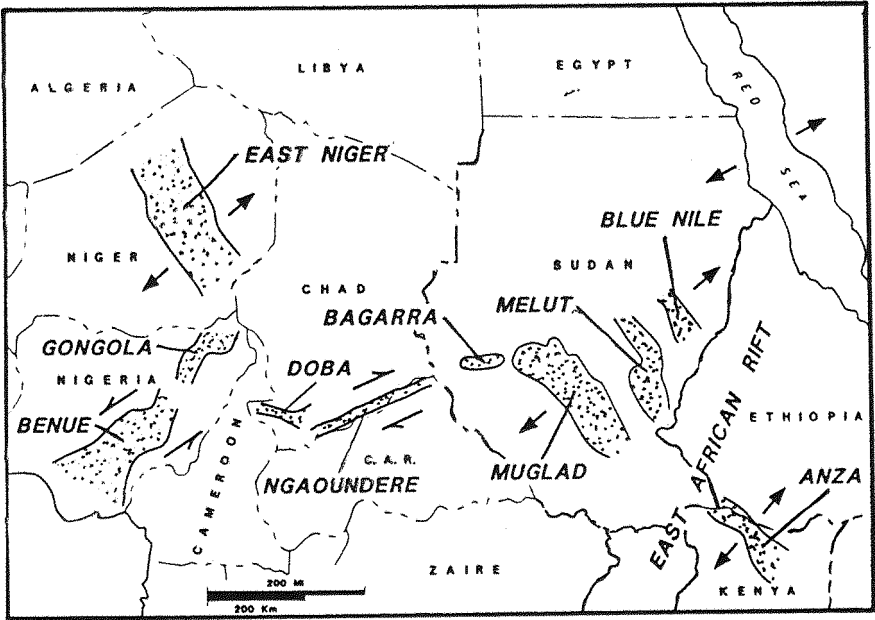 ALGERIA
LIBYA
EGYPT
RED SEA
EAST NIGER
BLUE NILE
NIGER
SUDAN
CHAD
MELUT
BAGARRA
GONGOLA
DOBA
NIGERIA
BENUE
ETHIOPIA
C.A.R.
NGAOUNDERE
MUGLAD
ANZA
CAMEROON
EAST AFRICAN RIFT
ZAIRE
KENYA
200 MI
200 Km